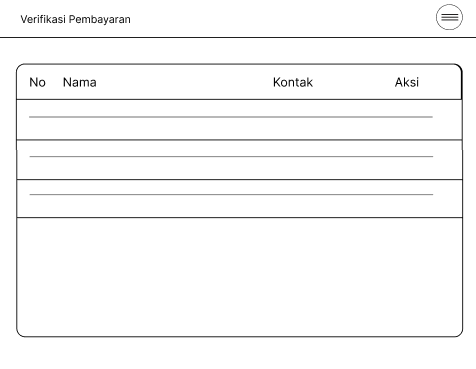 Verifikasi Pembayaran
No Nama Kontak Aksi